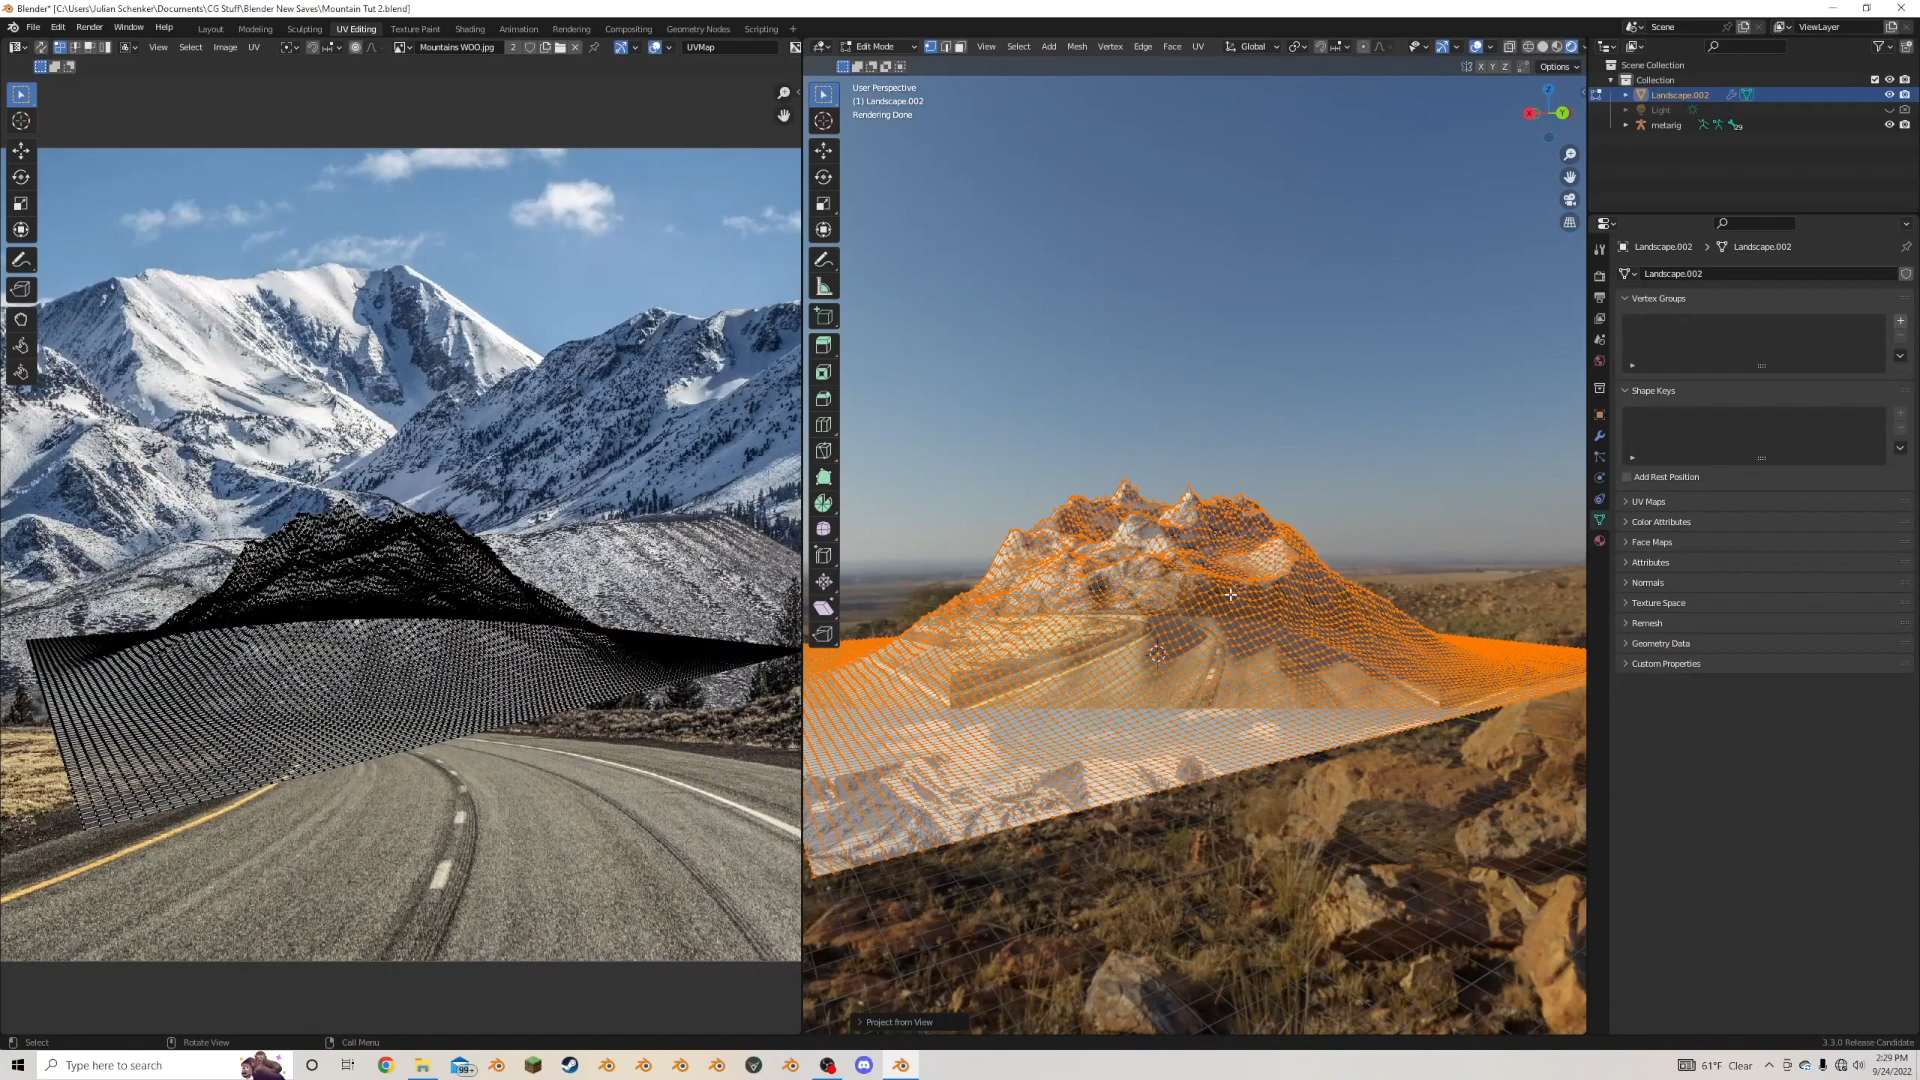 Blender* [C:\Users\Julian Schenker\Documents\CG Stuff\Blender New Saves\Mountain Tut 2.blend]
File Edit Render Window Help Layout Modeling Sculpting UV Editing Texture Paint Shading Animation Rendering Compositing Geometry Nodes Scripting + Scene ViewLayer
View Select Image UV Mountains WOO.jpg 2 UVMap Edit Mode View Select Add Mesh Vertex Edge Face UV Global
X Y Z Options
Scene Collection
Collection
Landscape.002
Light
metarig 29
User Perspective
(1) Landscape.002
Rendering Done
Z
X Y
Landscape.002 > Landscape.002
Landscape.002
Vertex Groups
Shape Keys
Add Rest Position
UV Maps
Color Attributes
Face Maps
Attributes
Normals
Texture Space
Remesh
Geometry Data
Custom Properties
Project from View
Select Rotate View Call Menu 3.3.0 Release Candidate
Type here to search 99+ 61°F Clear 2:29 PM
9/24/2022